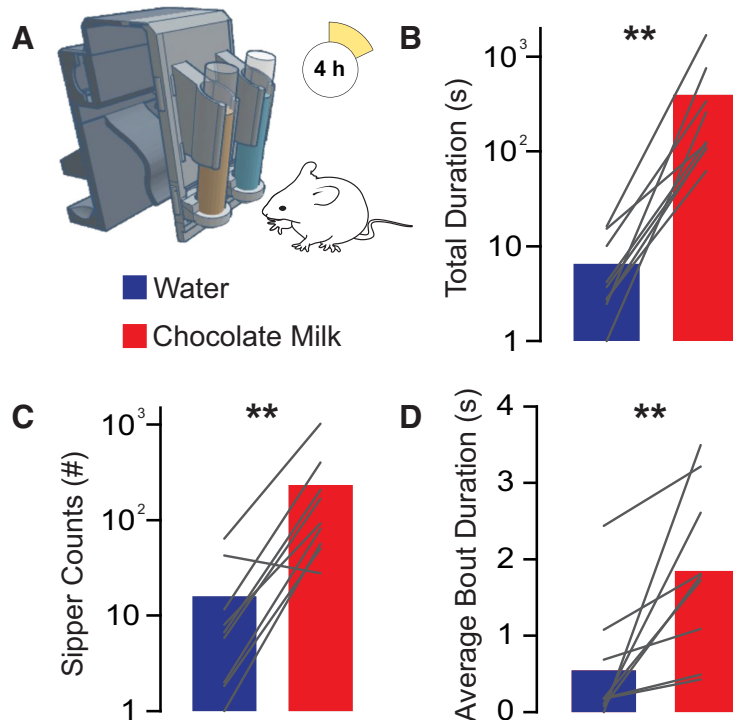 A
4 h
Water
Chocolate Milk
B
**
Total Duration (s)
10³
10²
10
1
C
**
Sipper Counts (#)
10³
10²
10
1
D
**
Average Bout Duration (s)
4
3
2
1
0